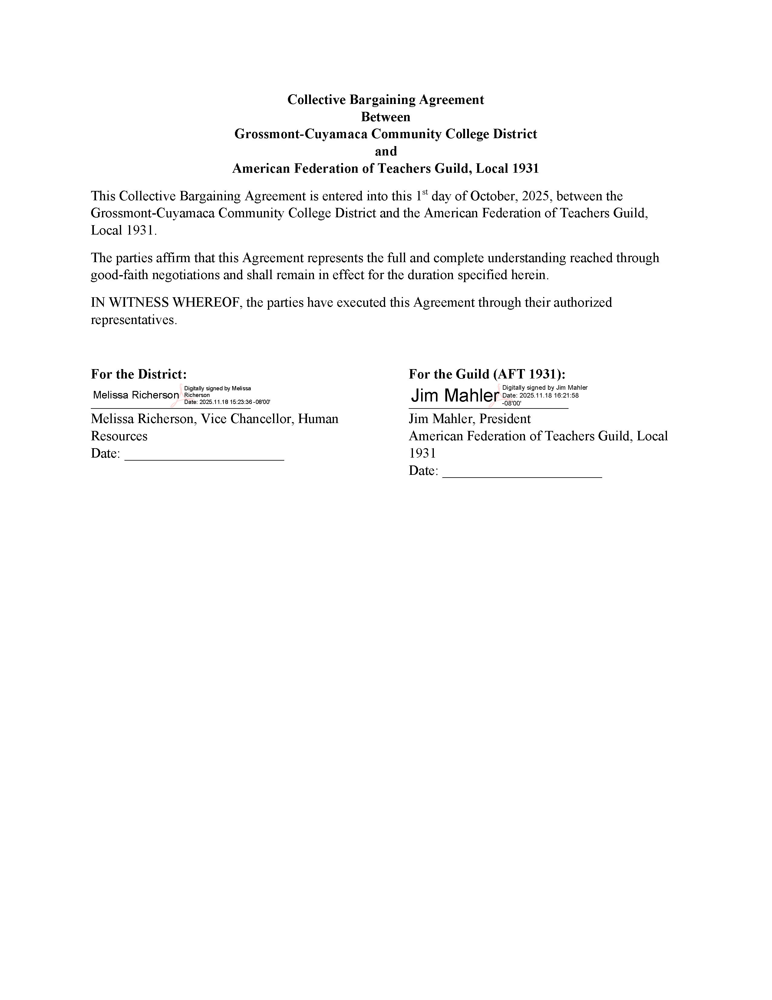 Collective Bargaining Agreement
Between
Grossmont-Cuyamaca Community College District
and
American Federation of Teachers Guild, Local 1931
This Collective Bargaining Agreement is entered into this 1st day of October, 2025, between the
Grossmont-Cuyamaca Community College District and the American Federation of Teachers Guild,
Local 1931.
The parties affirm that this Agreement represents the full and complete understanding reached through
good-faith negotiations and shall remain in effect for the duration specified herein.
IN WITNESS WHEREOF, the parties have executed this Agreement through their authorized
representatives.
For the District:
Melissa Richerson
Digitally signed by Melissa
Richerson
Date: 2025.11.18 15:23:36 -08'00'
Melissa Richerson, Vice Chancellor, Human
Resources
Date: _______________________
For the Guild (AFT 1931):
Jim Mahler
Digitally signed by Jim Mahler
Date: 2025.11.18 16:21:58
-08'00'
Jim Mahler, President
American Federation of Teachers Guild, Local
1931
Date: _______________________